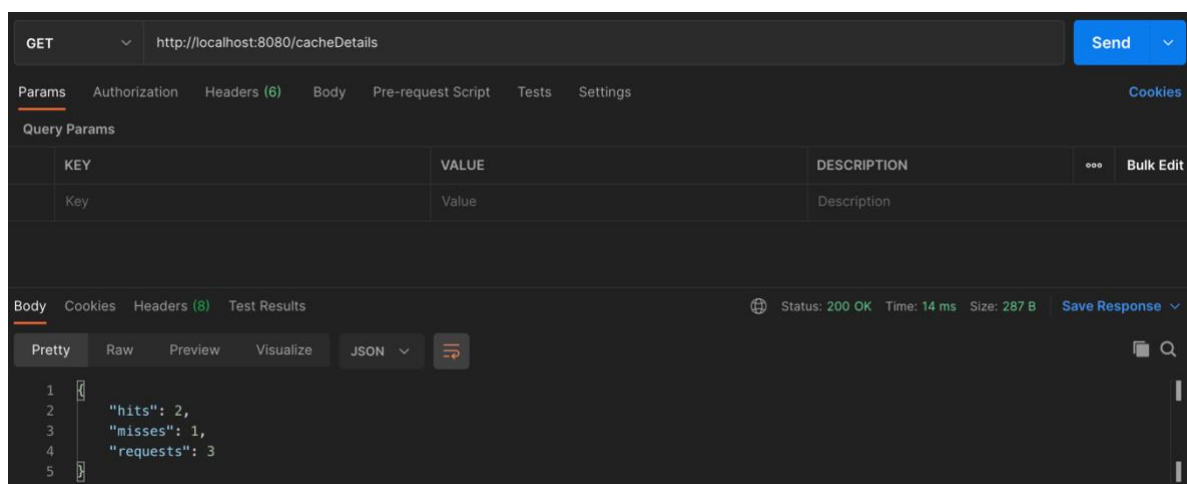 GET http://localhost:8080/cacheDetails Send
Params Authorization Headers (6) Body Pre-request Script Tests Settings Cookies
Query Params
KEY VALUE DESCRIPTION ooo Bulk Edit
Key Value Description
Body Cookies Headers (8) Test Results Status: 200 OK Time: 14 ms Size: 287 B Save Response
Pretty Raw Preview Visualize JSON
1 {
2 "hits": 2,
3 "misses": 1,
4 "requests": 3
5 }